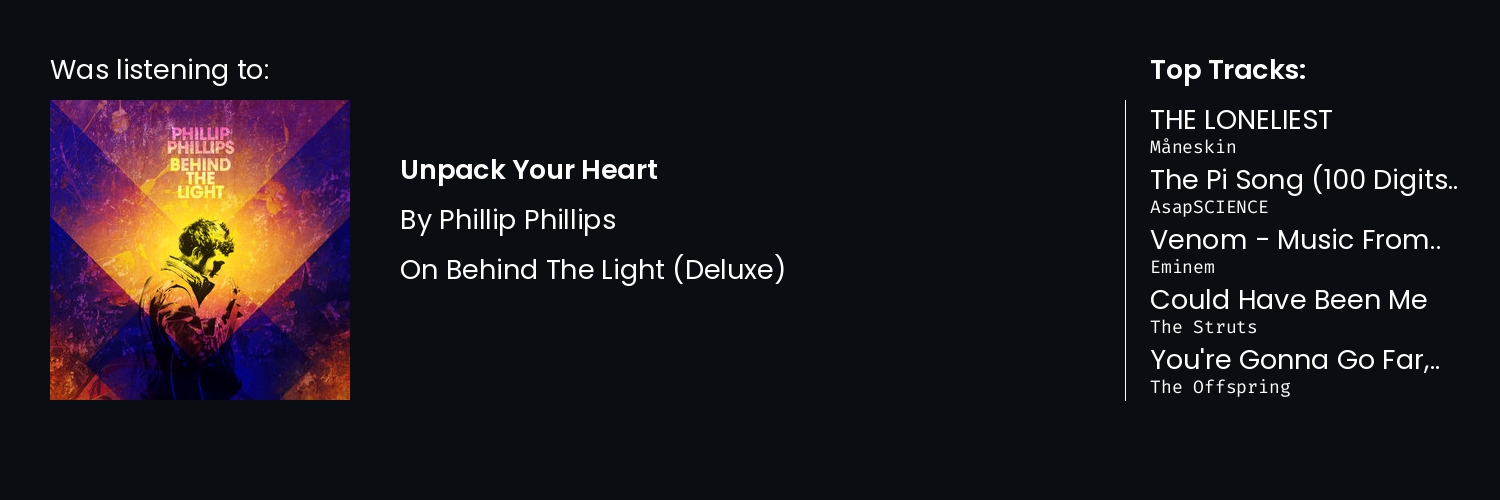 Was listening to:
PHILLIP
PHILLIPS
BEHIND
THE
LIGHT
Unpack Your Heart
By Phillip Phillips
On Behind The Light (Deluxe)
Top Tracks:
THE LONELIEST
Måneskin
The Pi Song (100 Digits..
AsapSCIENCE
Venom - Music From..
Eminem
Could Have Been Me
The Struts
You're Gonna Go Far,..
The Offspring